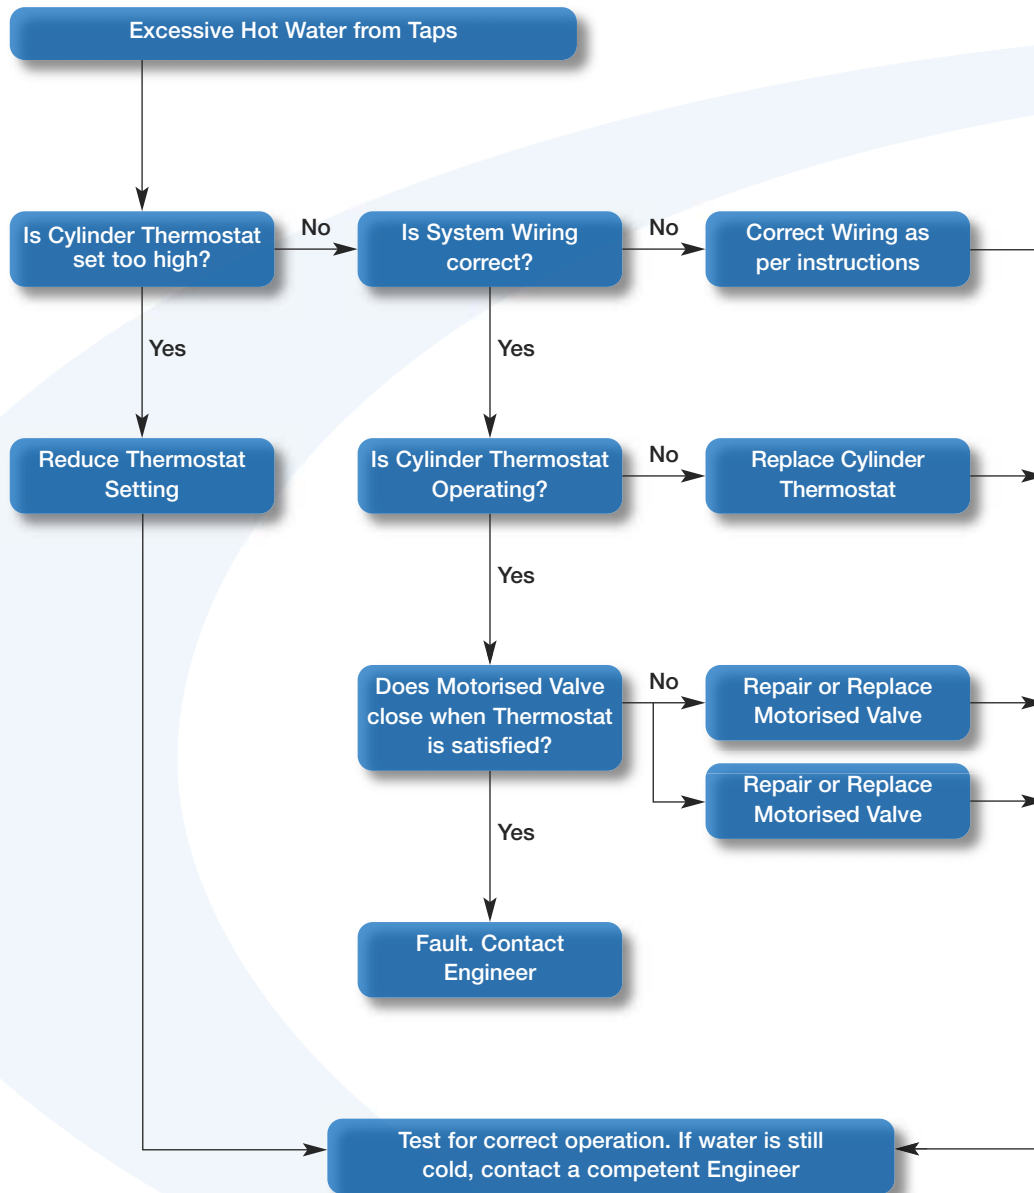 Excessive Hot Water from Taps
Is Cylinder Thermostat
set too high?
No
Is System Wiring
correct?
No
Correct Wiring as
per instructions
Yes
Yes
Reduce Thermostat
Setting
Is Cylinder Thermostat
Operating?
No
Replace Cylinder
Thermostat
Yes
Does Motorised Valve
close when Thermostat
is satisfied?
No
Repair or Replace
Motorised Valve
Repair or Replace
Motorised Valve
Yes
Fault. Contact
Engineer
Test for correct operation. If water is still
cold, contact a competent Engineer